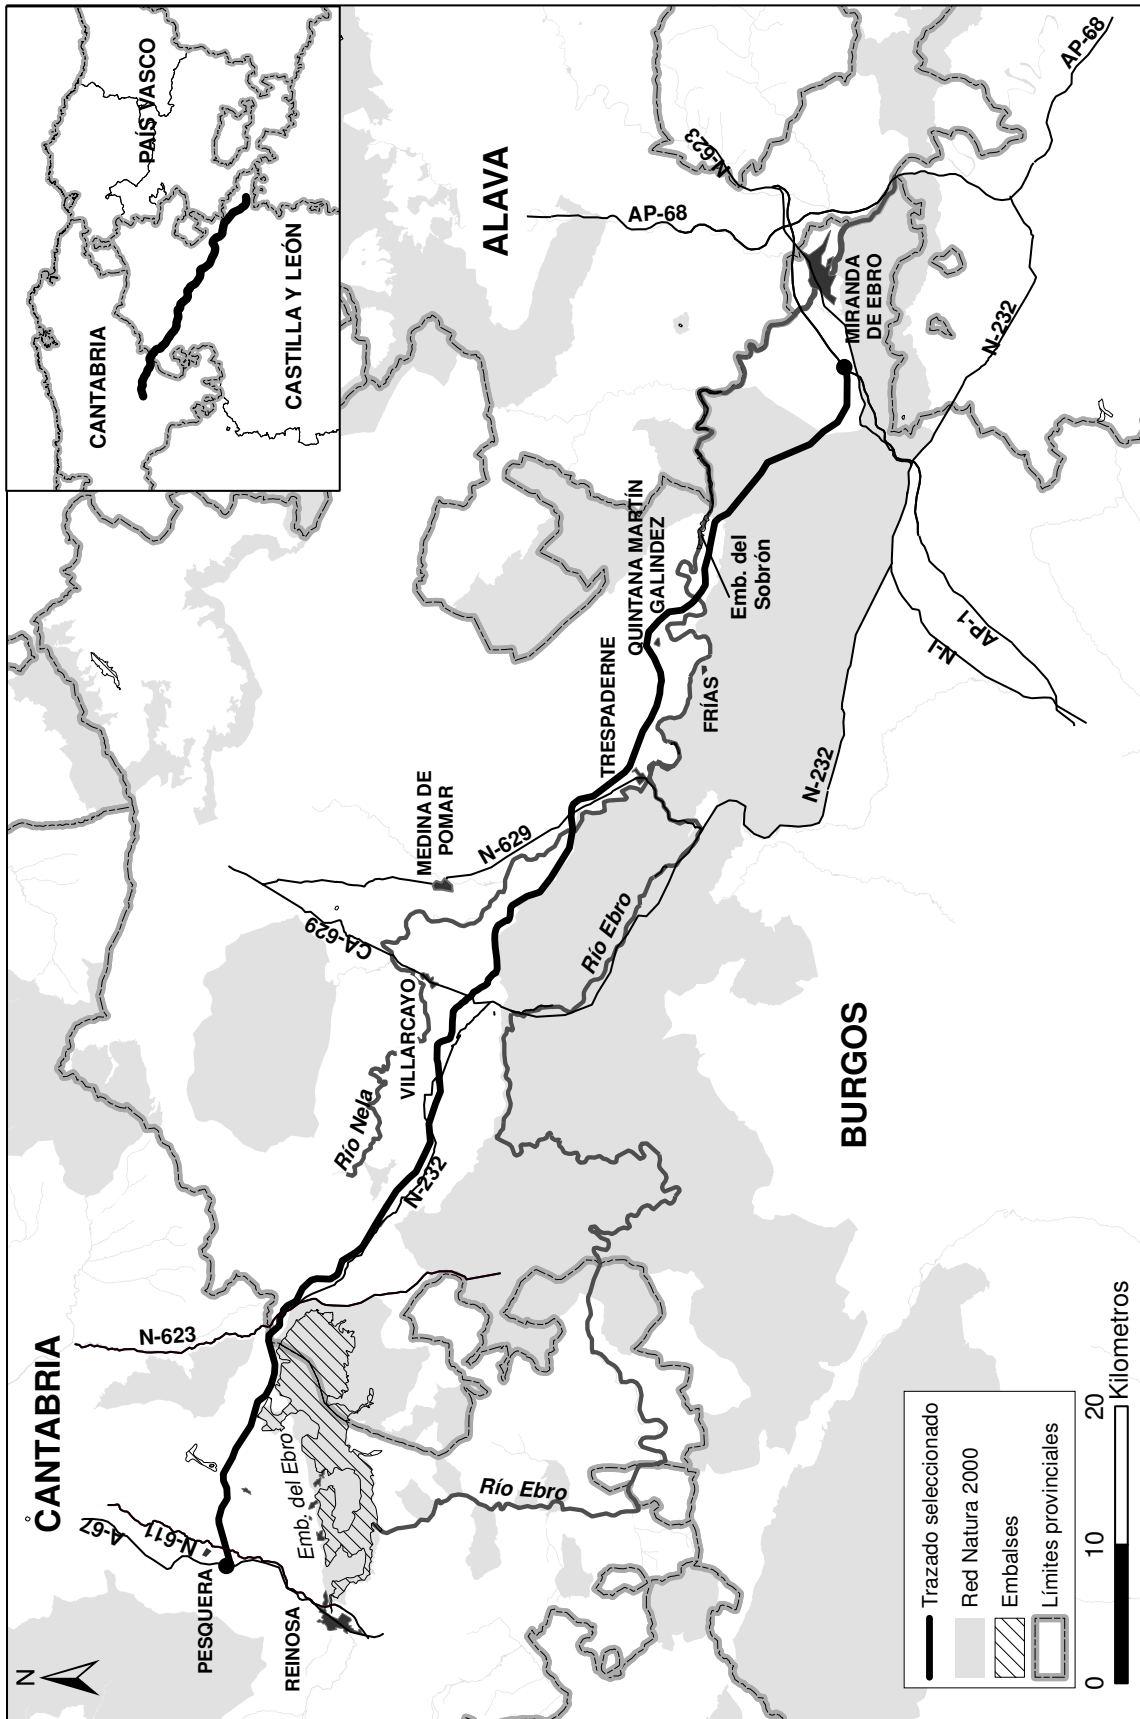 CANTABRIA
PAÍS VASCO
CASTILLA Y LEÓN
N
CANTABRIA
ALAVA
BURGOS
A-67
N-611
PESQUERA
REINOSA
Emb. del Ebro
N-623
Río Ebro
N-232
Río Nela
VILLARCAYO
CA-629
MEDINA DE
POMAR
N-629
Río Ebro
TRESPADERNE
FRÍAS
QUINTANA MARTÍN
GALINDEZ
Emb. del
Sobrón
N-232
N-I
AP-1
MIRANDA
DE EBRO
AP-68
N-623
N-232
AP-68
Trazado seleccionado
Red Natura 2000
Embalses
Límites provinciales
0 10 20
Kilometros